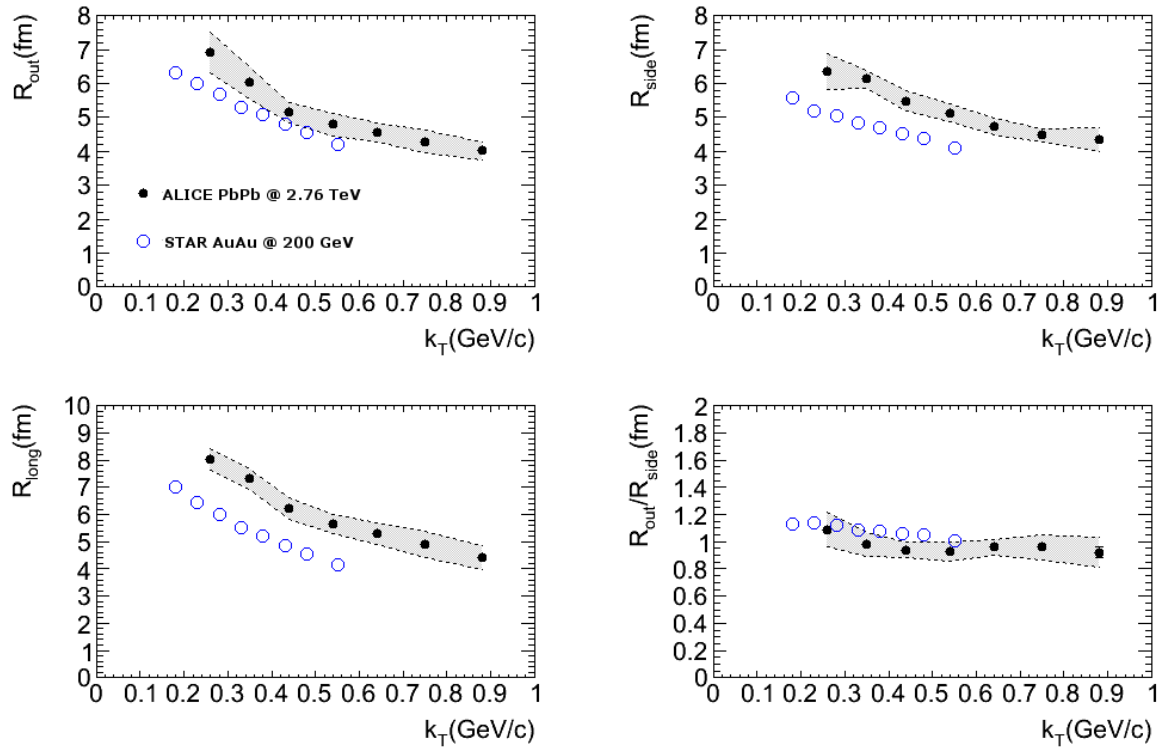 R_out(fm)
8
7
6
5
4
3
2
1
0
ALICE PbPb @ 2.76 TeV
STAR AuAu @ 200 GeV
0 0.1 0.2 0.3 0.4 0.5 0.6 0.7 0.8 0.9 1
k_T(GeV/c)
R_side(fm)
8
7
6
5
4
3
2
1
0
0 0.1 0.2 0.3 0.4 0.5 0.6 0.7 0.8 0.9 1
k_T(GeV/c)
R_long(fm)
10
9
8
7
6
5
4
3
2
1
0
0 0.1 0.2 0.3 0.4 0.5 0.6 0.7 0.8 0.9 1
k_T(GeV/c)
R_out/R_side(fm)
2
1.8
1.6
1.4
1.2
1
0.8
0.6
0.4
0.2
0
0 0.1 0.2 0.3 0.4 0.5 0.6 0.7 0.8 0.9 1
k_T(GeV/c)